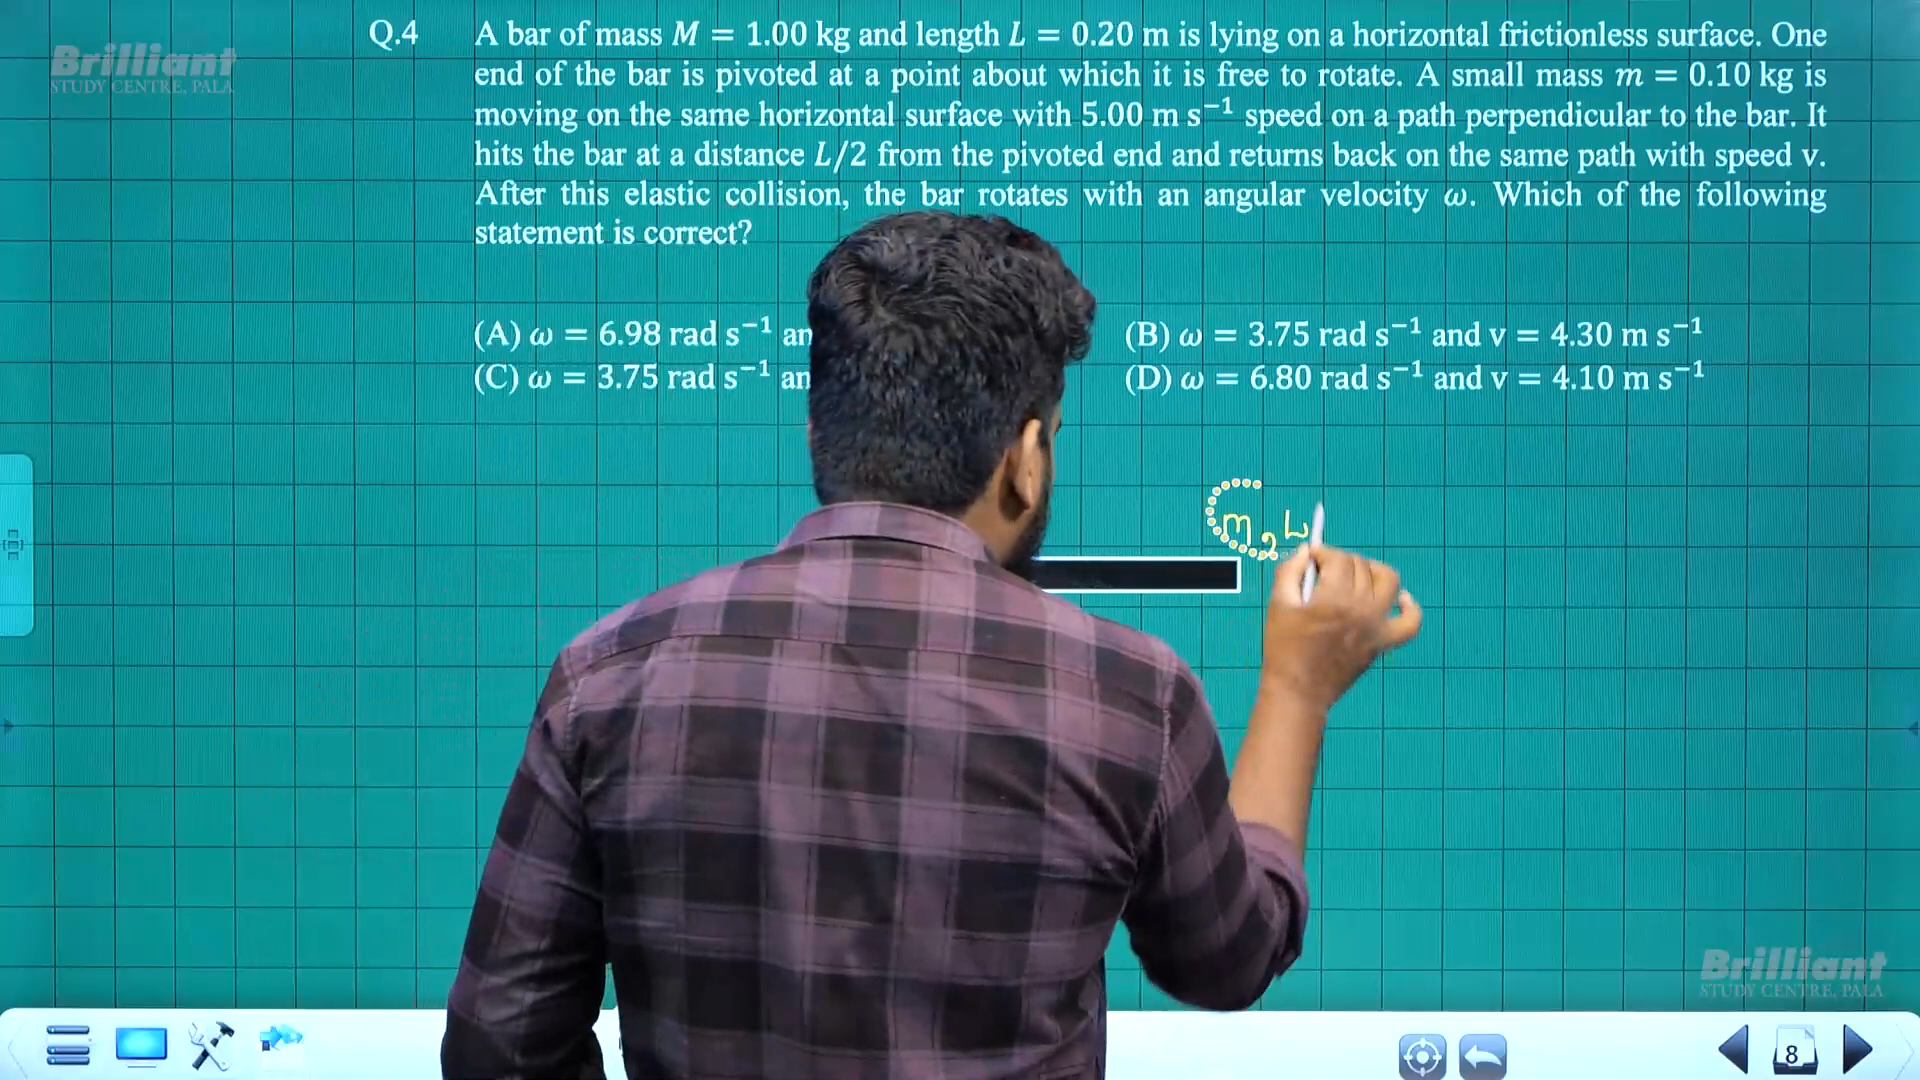 Brilliant
STUDY CENTRE, PALA
Q.4 A bar of mass M = 1.00 kg and length L = 0.20 m is lying on a horizontal frictionless surface. One
end of the bar is pivoted at a point about which it is free to rotate. A small mass m = 0.10 kg is
moving on the same horizontal surface with 5.00 m s⁻¹ speed on a path perpendicular to the bar. It
hits the bar at a distance L/2 from the pivoted end and returns back on the same path with speed v.
After this elastic collision, the bar rotates with an angular velocity ω. Which of the following
statement is correct?
(A) ω = 6.98 rad s⁻¹ an
(B) ω = 3.75 rad s⁻¹ and v = 4.30 m s⁻¹
(C) ω = 3.75 rad s⁻¹ an
(D) ω = 6.80 rad s⁻¹ and v = 4.10 m s⁻¹
m
Brilliant
STUDY CENTRE, PALA
8